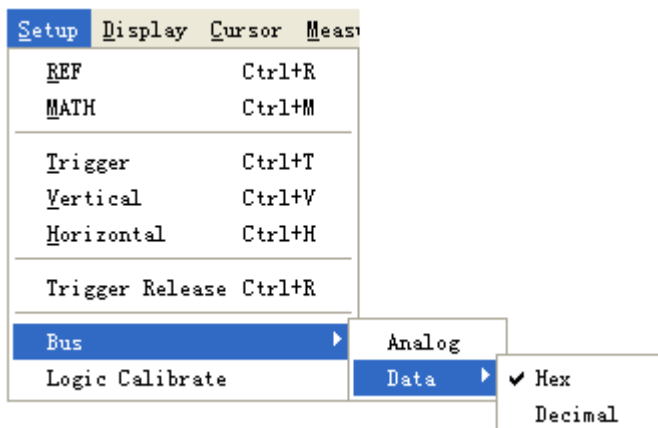 Setup Display Cursor
REF Ctrl+R
MATH Ctrl+M
Trigger Ctrl+T
Vertical Ctrl+V
Horizontal Ctrl+H
Trigger Release Ctrl+R
Bus Analog
Logic Calibrate Data Hex
Decimal